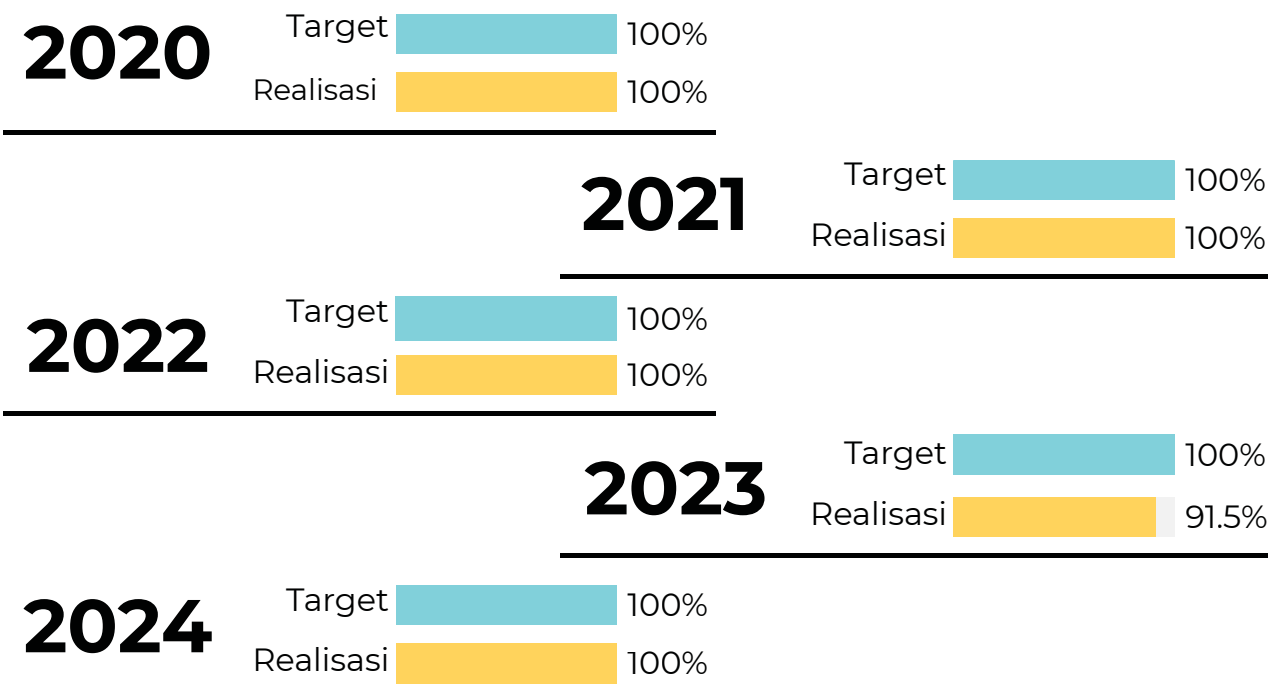 2020
Target 100%
Realisasi 100%
2021
Target 100%
Realisasi 100%
2022
Target 100%
Realisasi 100%
2023
Target 100%
Realisasi 91.5%
2024
Target 100%
Realisasi 100%